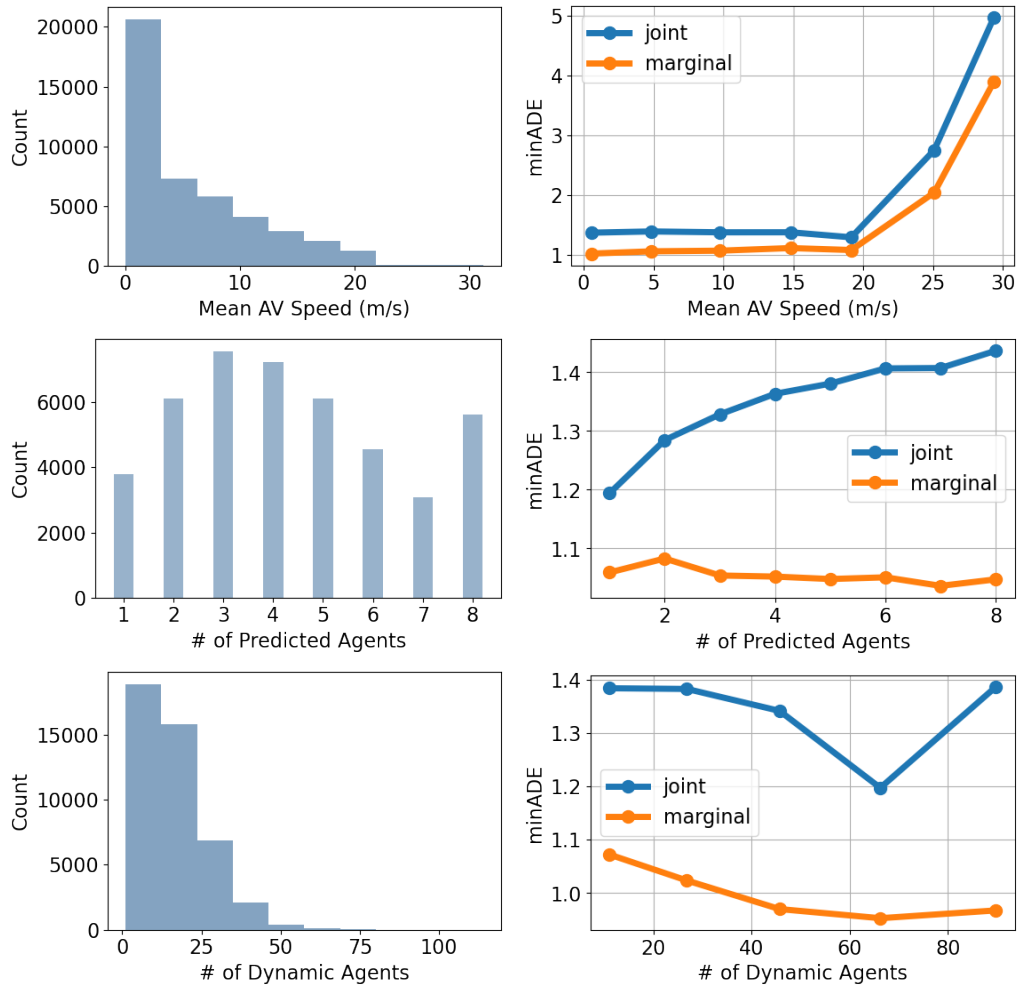 20000
15000
10000
5000
0
Count
0 10 20 30
Mean AV Speed (m/s)
5
4
3
2
1
minADE
joint
marginal
0 5 10 15 20 25 30
Mean AV Speed (m/s)
6000
4000
2000
0
Count
1 2 3 4 5 6 7 8
# of Predicted Agents
1.4
1.3
1.2
1.1
minADE
joint
marginal
2 4 6 8
# of Predicted Agents
15000
10000
5000
0
Count
0 25 50 75 100
# of Dynamic Agents
1.4
1.3
1.2
1.1
1.0
minADE
joint
marginal
20 40 60 80
# of Dynamic Agents